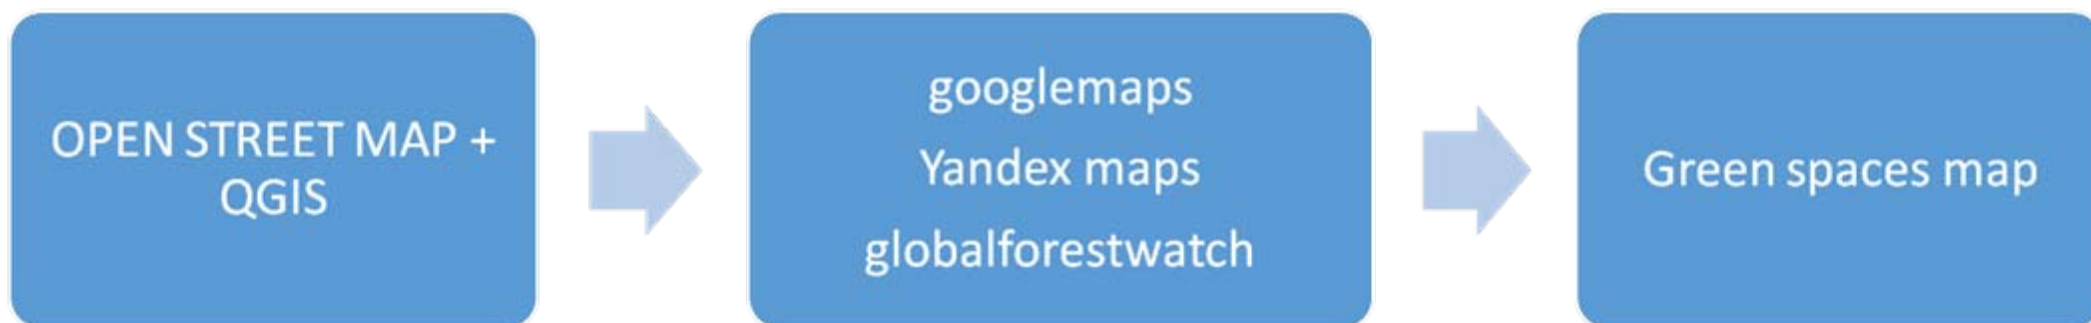 OPEN STREET MAP +
QGIS
googlemaps
Yandex maps
globalforestwatch
Green spaces map